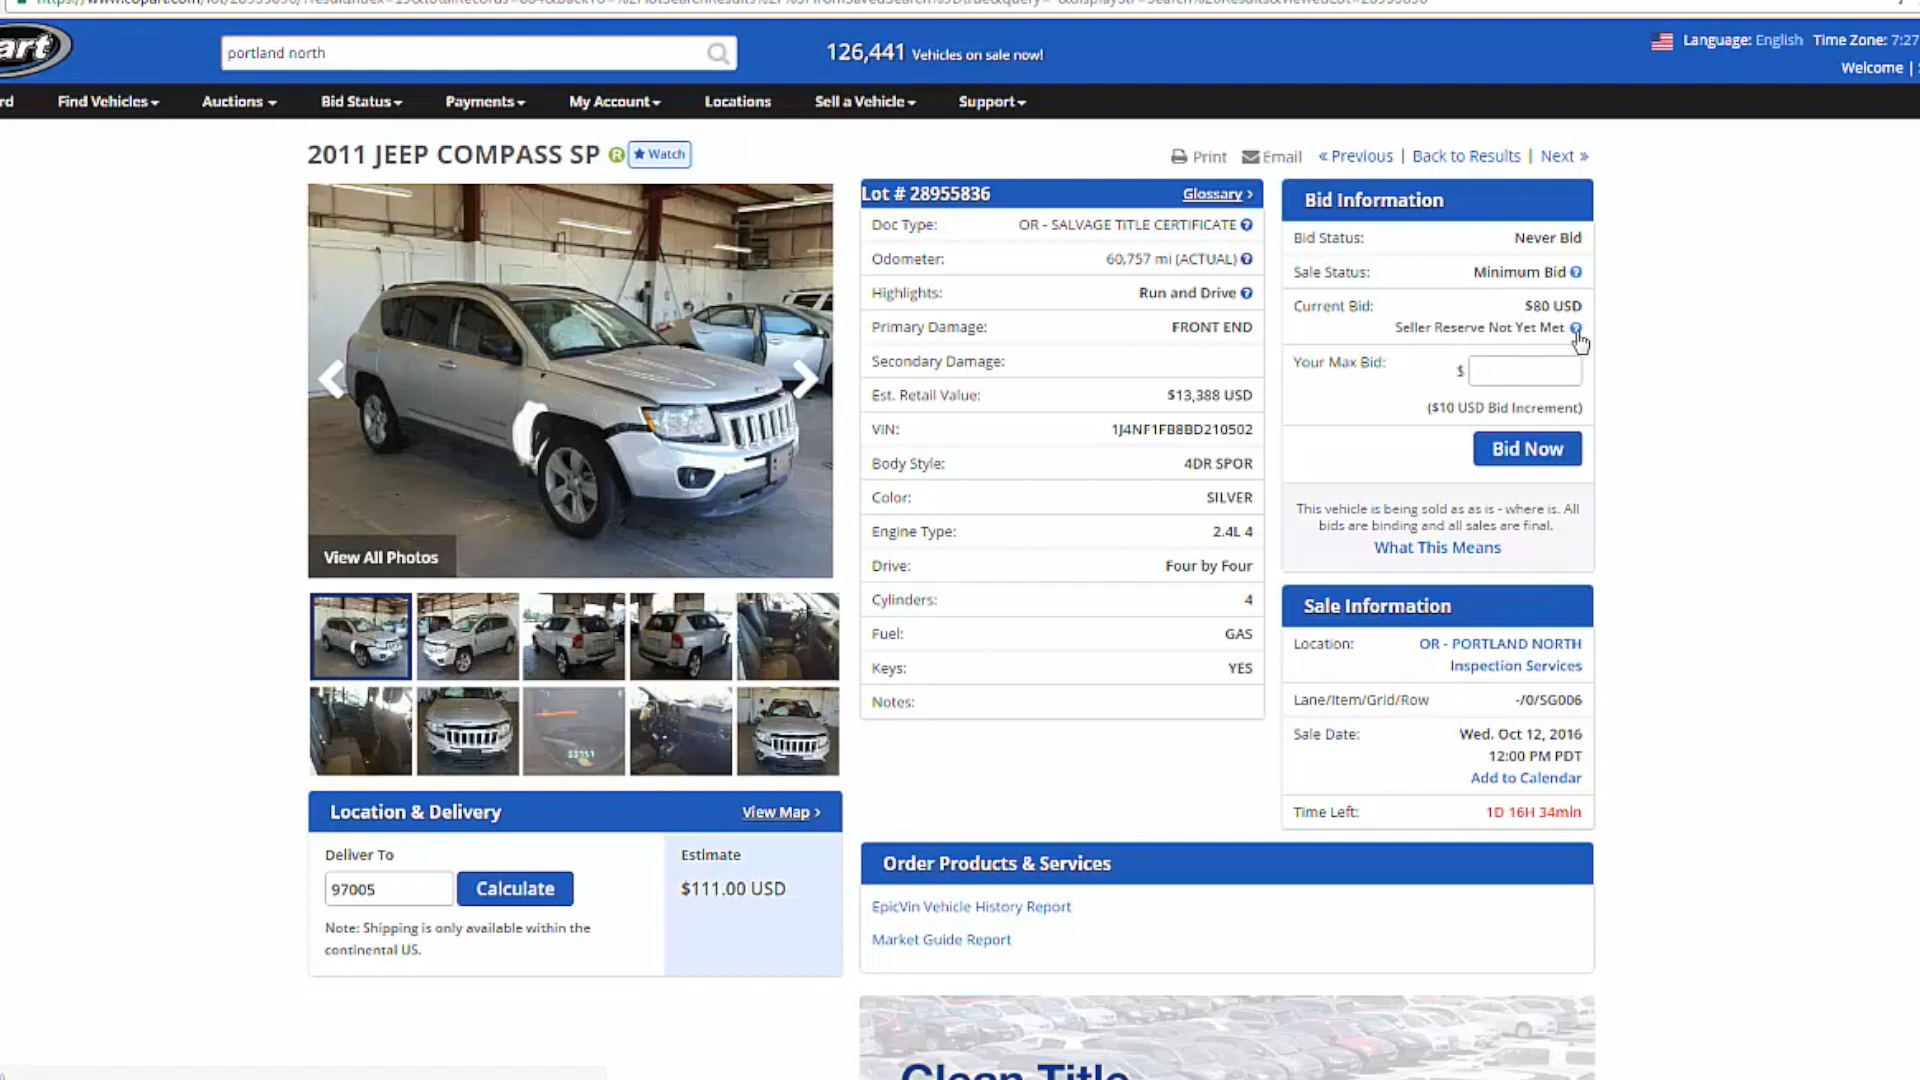 art
portland north
126,441 Vehicles on sale now!
Language: English Time Zone: 7:27
Welcome |
rd Find Vehicles Auctions Bid Status Payments My Account Locations Sell a Vehicle Support
2011 JEEP COMPASS SP R Watch
Print Email « Previous | Back to Results | Next »
View All Photos
Lot # 28955836 Glossary >
Doc Type: OR - SALVAGE TITLE CERTIFICATE ?
Odometer: 60,757 mi (ACTUAL) ?
Highlights: Run and Drive ?
Primary Damage: FRONT END
Secondary Damage:
Est. Retail Value: $13,388 USD
VIN: 1J4NF1FB8BD210502
Body Style: 4DR SPOR
Color: SILVER
Engine Type: 2.4L 4
Drive: Four by Four
Cylinders: 4
Fuel: GAS
Keys: YES
Notes:
Bid Information
Bid Status: Never Bid
Sale Status: Minimum Bid ?
Current Bid: $80 USD
Seller Reserve Not Yet Met
Your Max Bid: $
($10 USD Bid Increment)
Bid Now
This vehicle is being sold as as is - where is. All
bids are binding and all sales are final.
What This Means
Sale Information
Location: OR - PORTLAND NORTH
Inspection Services
Lane/Item/Grid/Row -/0/SG006
Sale Date: Wed. Oct 12, 2016
12:00 PM PDT
Add to Calendar
Time Left: 1D 16H 34min
Location & Delivery View Map >
Deliver To
97005 Calculate
Note: Shipping is only available within the
continental US.
Estimate
$111.00 USD
Order Products & Services
EpicVin Vehicle History Report
Market Guide Report
Clean Title